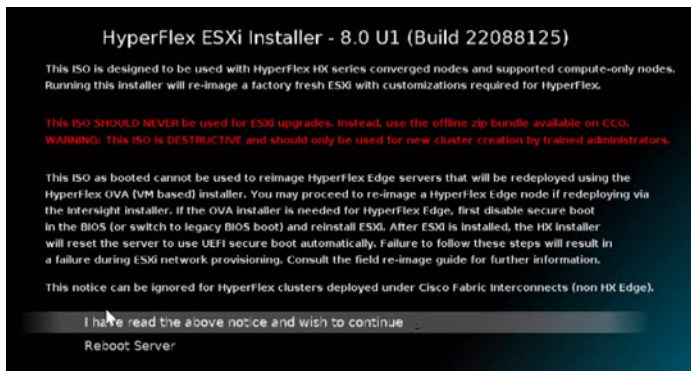 HyperFlex ESXi Installer - 8.0 U1 (Build 22088125)
This ISO is designed to be used with HyperFlex HX series converged nodes and supported compute-only nodes.
Running this installer will re-image a factory fresh ESXi with customizations required for HyperFlex.
This ISO SHOULD NEVER be used for ESXi upgrades. Instead, use the offline zip bundle available on CCO.
WARNING: This ISO is DESTRUCTIVE and should only be used for new cluster creation by trained administrators.
This ISO as booted cannot be used to reimage HyperFlex Edge servers that will be redeployed using the
HyperFlex OVA (VM based) installer. You may proceed to re-image a HyperFlex Edge node if redeploying via
the Intersight installer. If the OVA installer is needed for HyperFlex Edge, first disable secure boot
in the BIOS (or switch to legacy BIOS boot) and reinstall ESXi. After ESXi is installed, the HX installer
will reset the server to use UEFI secure boot automatically. Failure to follow these steps will result in
a failure during ESXi network provisioning. Consult the field re-image guide for further information.
This notice can be ignored for HyperFlex clusters deployed under Cisco Fabric Interconnects (non HX Edge).
I have read the above notice and wish to continue
Reboot Server